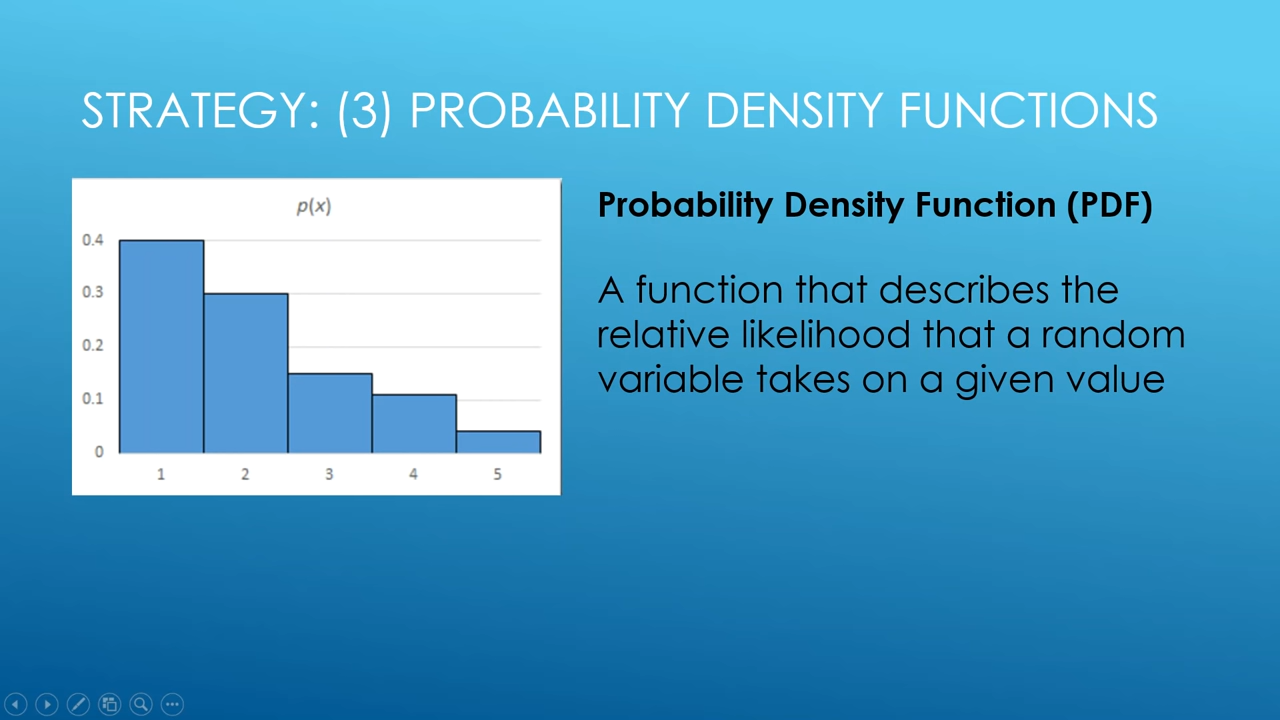 STRATEGY: (3) PROBABILITY DENSITY FUNCTIONS
p(x)
0.4
0.3
0.2
0.1
0
1 2 3 4 5
Probability Density Function (PDF)
A function that describes the
relative likelihood that a random
variable takes on a given value